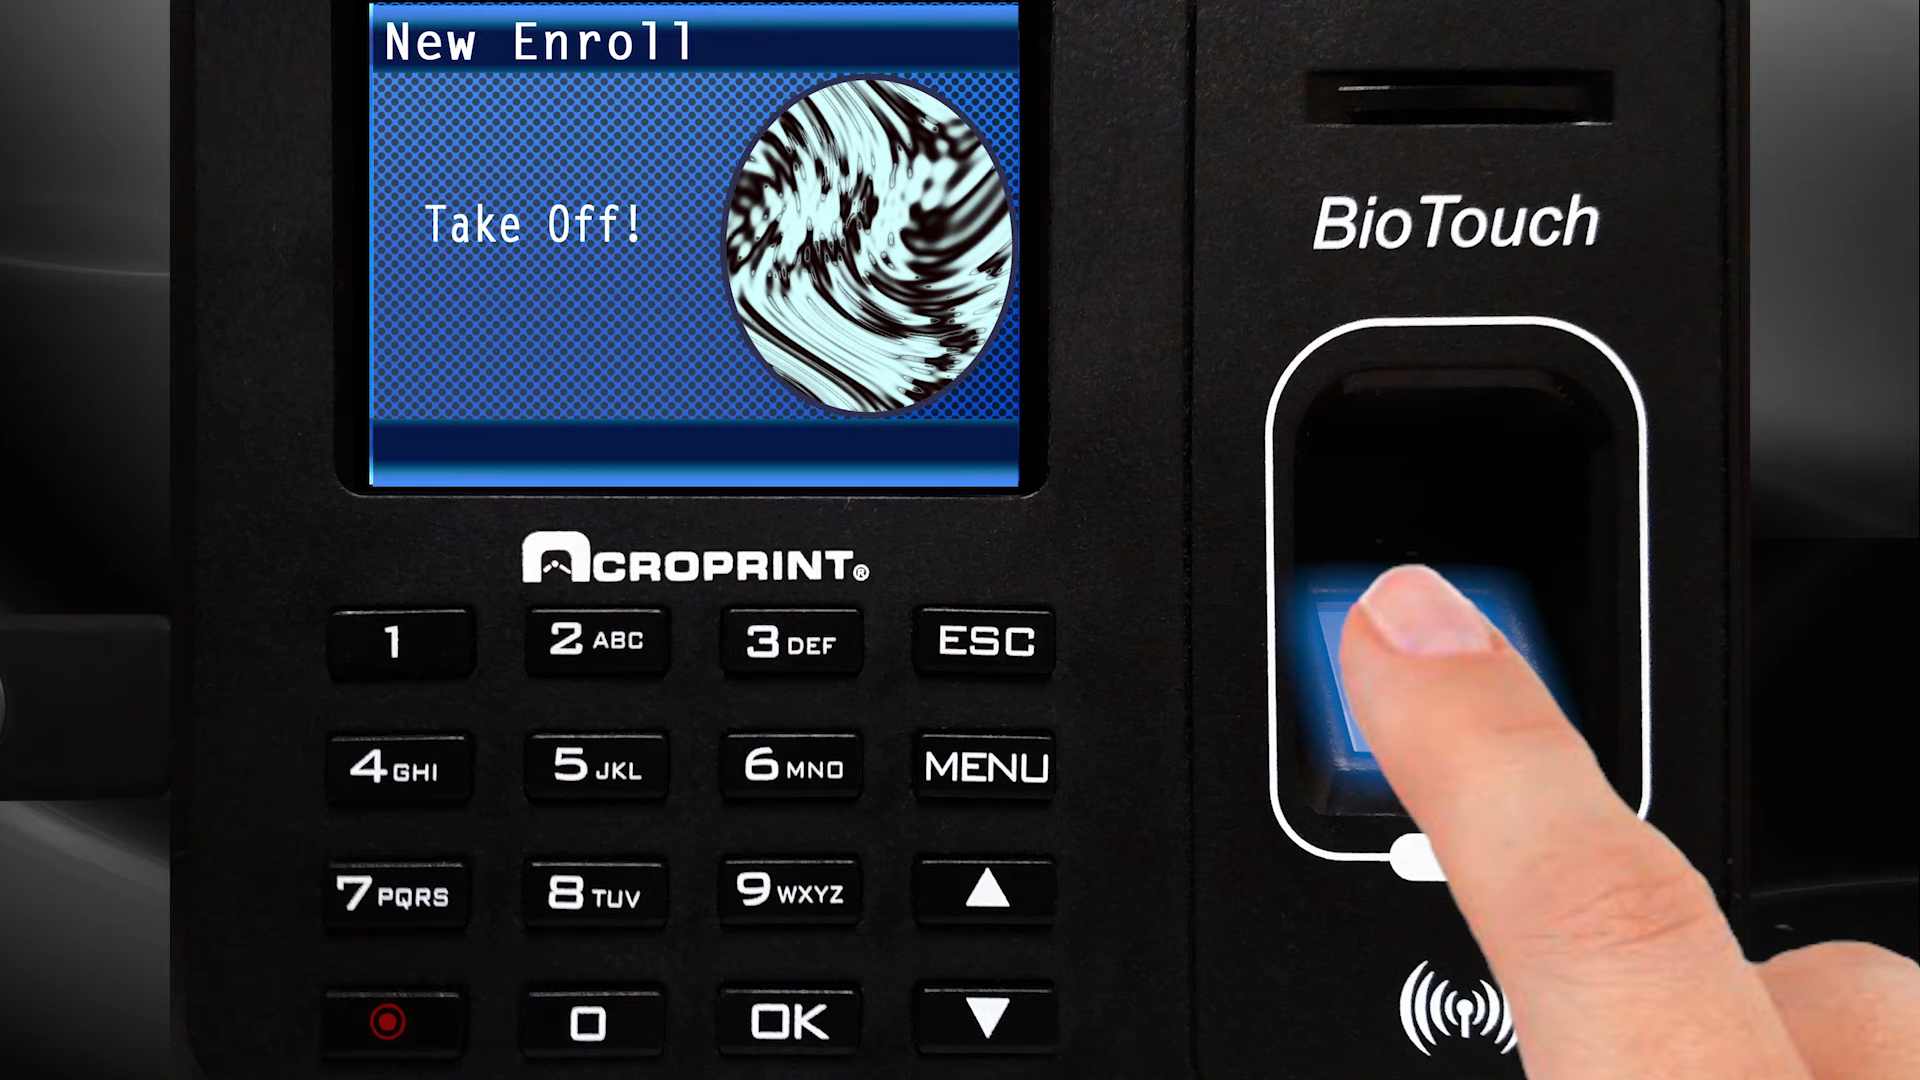 New Enroll
Take Off!
BioTouch
ACROPRINT®
1
2 ABC
3 DEF
ESC
4 GHI
5 JKL
6 MNO
MENU
7 PQRS
8 TUV
9 WXYZ
0
OK